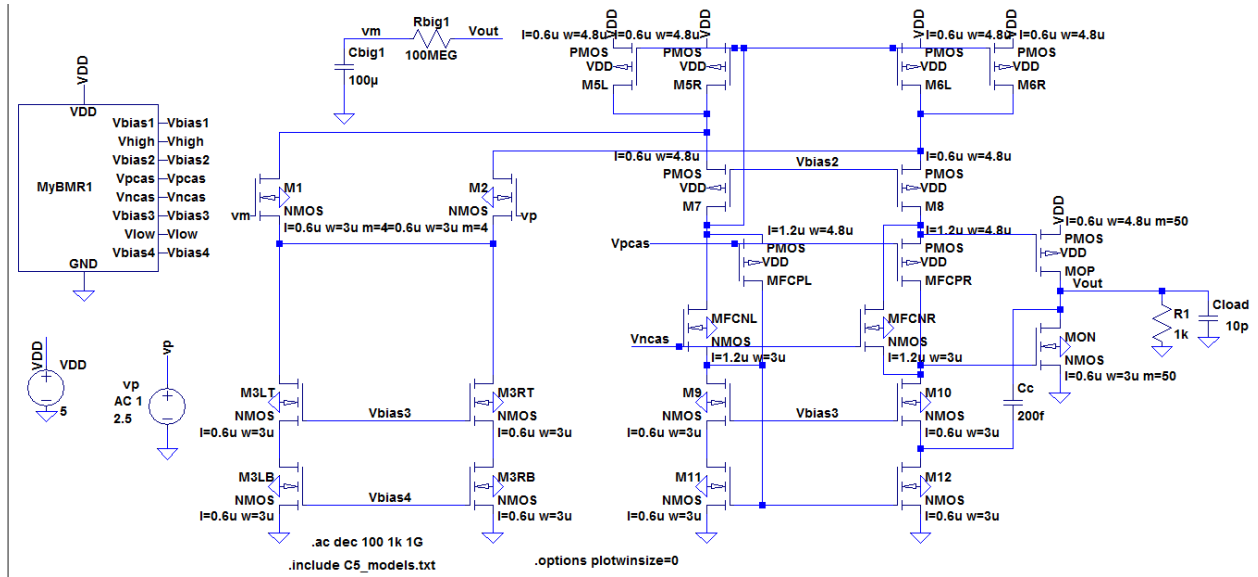 vm
Rbig1
Vout
100MEG
Cbig1
100µ
VDD
VDD
MyBMR1
GND
Vbias1
Vhigh
Vbias2
Vpcas
Vncas
Vbias3
Vlow
Vbias4
Vbias1
Vhigh
Vbias2
Vpcas
Vncas
Vbias3
Vlow
Vbias4
VDD
VDD
5
vp
vp
AC 1
2.5
M1
NMOS
vm
l=0.6u w=3u m=4
M2
NMOS
vp
l=0.6u w=3u m=4
M3LT
NMOS
l=0.6u w=3u
Vbias3
M3RT
NMOS
l=0.6u w=3u
M3LB
NMOS
l=0.6u w=3u
Vbias4
M3RB
NMOS
l=0.6u w=3u
.ac dec 100 1k 1G
.include C5_models.txt
.options plotwinsize=0
VDD
l=0.6u w=4.8u
PMOS
VDD
M5L
VDD
l=0.6u w=4.8u
PMOS
VDD
M5R
VDD
l=0.6u w=4.8u
PMOS
VDD
M6L
VDD
l=0.6u w=4.8u
PMOS
VDD
M6R
l=0.6u w=4.8u
PMOS
VDD
M7
Vbias2
l=0.6u w=4.8u
PMOS
VDD
M8
Vpcas
l=1.2u w=4.8u
PMOS
VDD
MFCPL
l=1.2u w=4.8u
PMOS
VDD
MFCPR
Vncas
MFCNL
NMOS
l=1.2u w=3u
MFCNR
NMOS
l=1.2u w=3u
M9
NMOS
l=0.6u w=3u
Vbias3
M10
NMOS
l=0.6u w=3u
M11
NMOS
l=0.6u w=3u
M12
NMOS
l=0.6u w=3u
VDD
l=0.6u w=4.8u m=50
PMOS
VDD
MOP
Vout
MON
NMOS
l=0.6u w=3u m=50
Cc
200f
R1
1k
Cload
10p